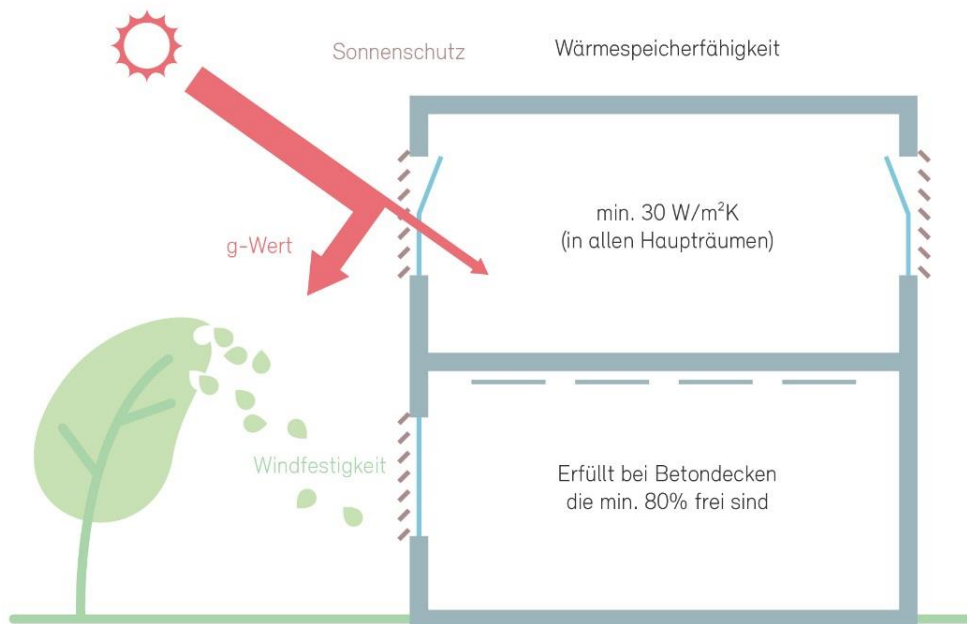 Sonnenschutz
Wärmespeicherfähigkeit
min. 30 W/m²K
(in allen Haupträumen)
g-Wert
Windfestigkeit
Erfüllt bei Betondecken
die min. 80% frei sind